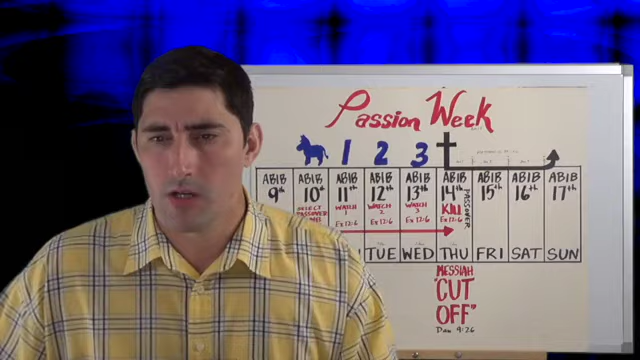 Passion Week
1 2 3
ABIB ABIB ABIB ABIB ABIB ABIB ABIB ABIB ABIB
9th 10th 11th 12th 13th 14th 15th 16th 17th
SELECT PASSOVER
WATCH 1 WATCH 2 WATCH 3 KILL PASSOVER
Ex 12:6 Ex 12:6 Ex 12:6 Ex 12:6
TUE WED THU FRI SAT SUN
MESSIAH
"CUT
OFF"
Dan 9:26